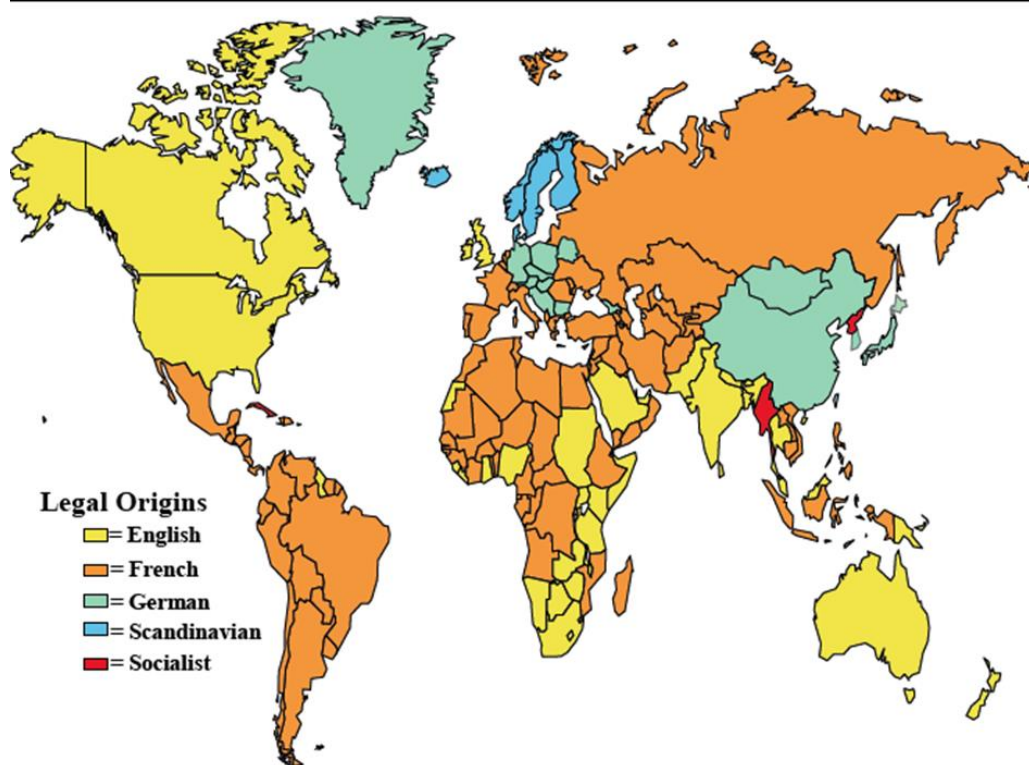 Legal Origins
= English
= French
= German
= Scandinavian
= Socialist